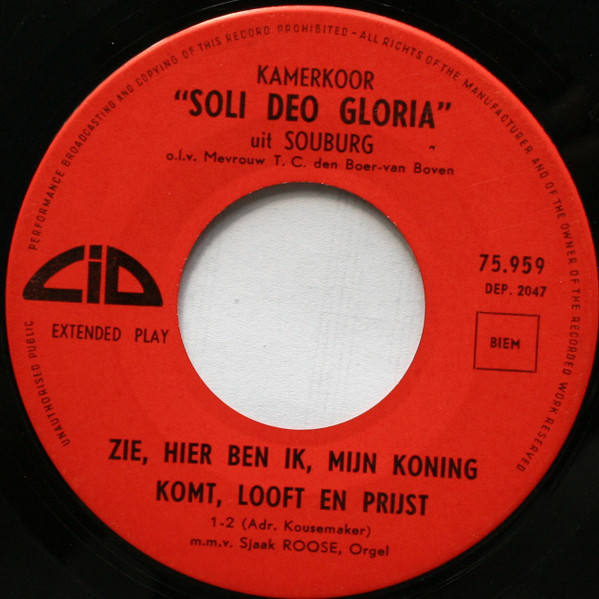 UNAUTHORISED PUBLIC PERFORMANCE BROADCASTING AND COPYING OF THIS RECORD PROHIBITED - ALL RIGHTS OF THE MANUFACTURER AND OF THE OWNER OF THE RECORDED WORK RESERVED
KAMERKOOR
"SOLI DEO GLORIA"
uit SOUBURG
o.l.v. Mevrouw T. C. den Boer-van Boven
CID
EXTENDED PLAY
75.959
DEP. 2047
BIEM
ZIE, HIER BEN IK, MIJN KONING
KOMT, LOOFT EN PRIJST
1-2 (Adr. Kousemaker)
m.m.v. Sjaak ROOSE, Orgel